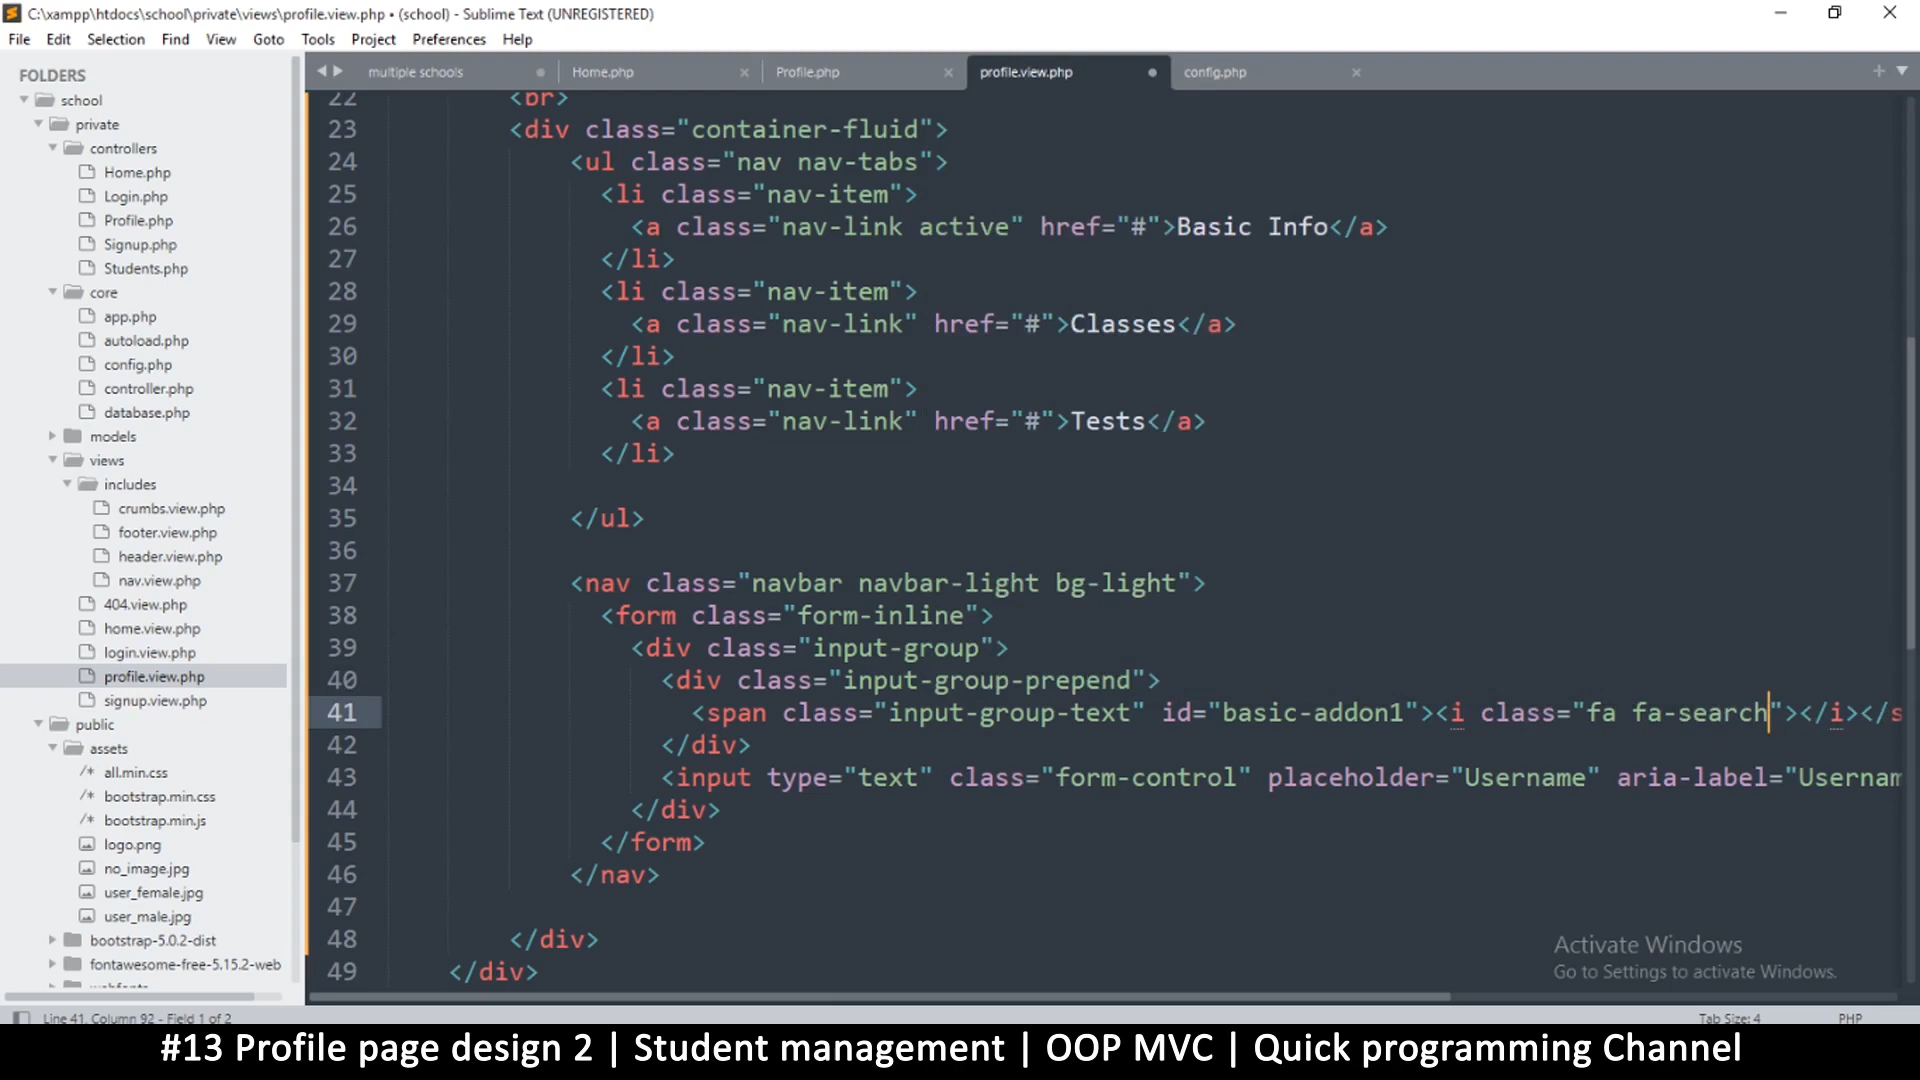 C:\xampp\htdocs\school\private\views\profile.view.php • (school) - Sublime Text (UNREGISTERED)
File Edit Selection Find View Goto Tools Project Preferences Help
FOLDERS
school
private
controllers
Home.php
Login.php
Profile.php
Signup.php
Students.php
core
app.php
autoload.php
config.php
controller.php
database.php
models
views
includes
crumbs.view.php
footer.view.php
header.view.php
nav.view.php
404.view.php
home.view.php
login.view.php
profile.view.php
signup.view.php
public
assets
all.min.css
bootstrap.min.css
bootstrap.min.js
logo.png
no_image.jpg
user_female.jpg
user_male.jpg
bootstrap-5.0.2-dist
fontawesome-free-5.15.2-web
multiple schools Home.php Profile.php profile.view.php config.php
22 <br>
23 <div class="container-fluid">
24 <ul class="nav nav-tabs">
25 <li class="nav-item">
26 <a class="nav-link active" href="#">Basic Info</a>
27 </li>
28 <li class="nav-item">
29 <a class="nav-link" href="#">Classes</a>
30 </li>
31 <li class="nav-item">
32 <a class="nav-link" href="#">Tests</a>
33 </li>
34
35 </ul>
36
37 <nav class="navbar navbar-light bg-light">
38 <form class="form-inline">
39 <div class="input-group">
40 <div class="input-group-prepend">
41 <span class="input-group-text" id="basic-addon1"><i class="fa fa-search"></i></s
42 </div>
43 <input type="text" class="form-control" placeholder="Username" aria-label="Usernam
44 </div>
45 </form>
46 </nav>
47
48 </div>
49 </div>
Activate Windows
Go to Settings to activate Windows.
Line 41, Column 92 - Field 1 of 2 Tab Size: 4 PHP
#13 Profile page design 2 | Student management | OOP MVC | Quick programming Channel